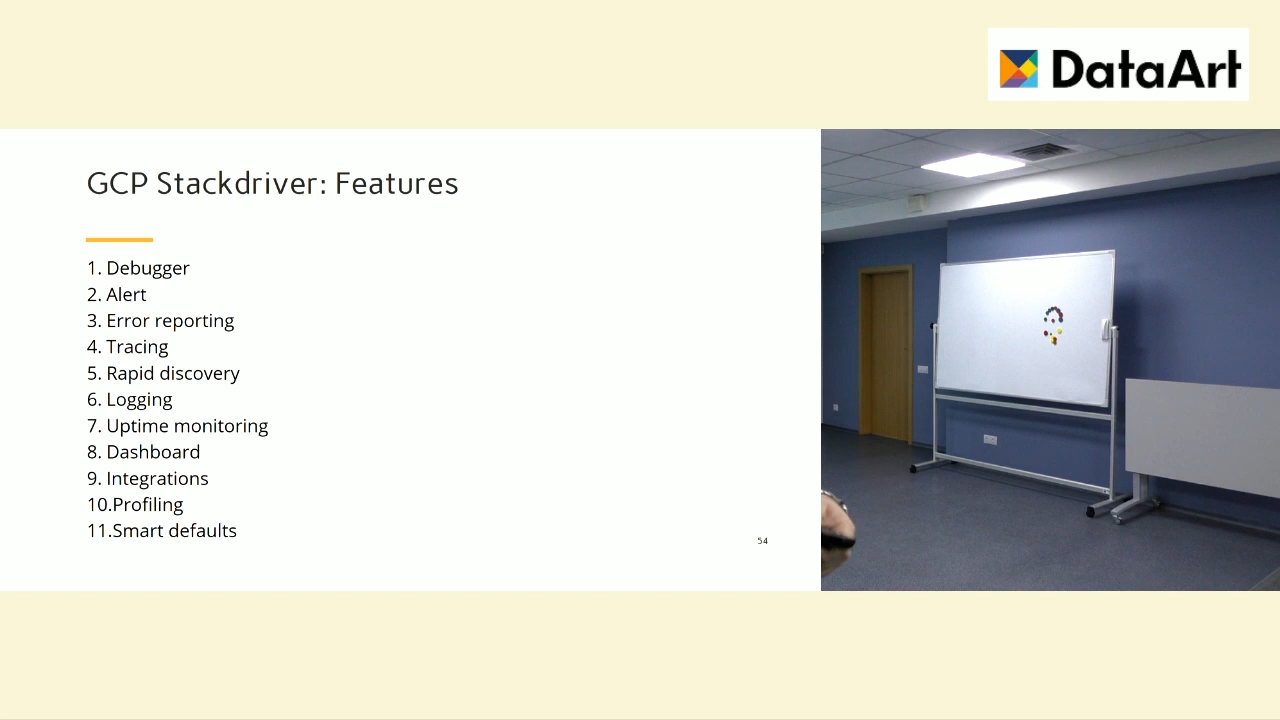 DataArt
GCP Stackdriver: Features
1. Debugger
2. Alert
3. Error reporting
4. Tracing
5. Rapid discovery
6. Logging
7. Uptime monitoring
8. Dashboard
9. Integrations
10.Profiling
11.Smart defaults
54